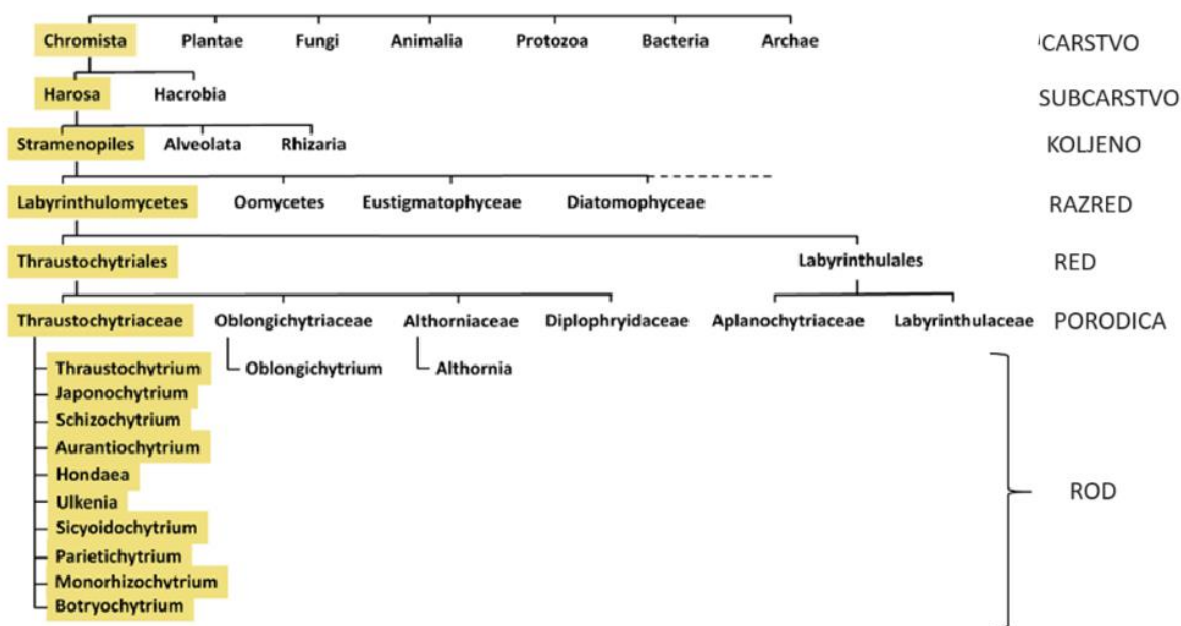 Chromista Plantae Fungi Animalia Protozoa Bacteria Archae CARSTVO
Harosa Hacrobia SUBCARSTVO
Stramenopiles Alveolata Rhizaria KOLJENO
Labyrinthulomycetes Oomycetes Eustigmatophyceae Diatomophyceae RAZRED
Thraustochytriales Labyrinthulales RED
Thraustochytriaceae Oblongichytriaceae Althorniaceae Diplophryidaceae Aplanochytriaceae Labyrinthulaceae PORODICA
Thraustochytrium Oblongichytrium Althornia
Japonochytrium
Schizochytrium
Aurantiochytrium
Hondaea
ROD
Ulkenia
Sicyoidochytrium
Parietichytrium
Monorhizochytrium
Botryochytrium